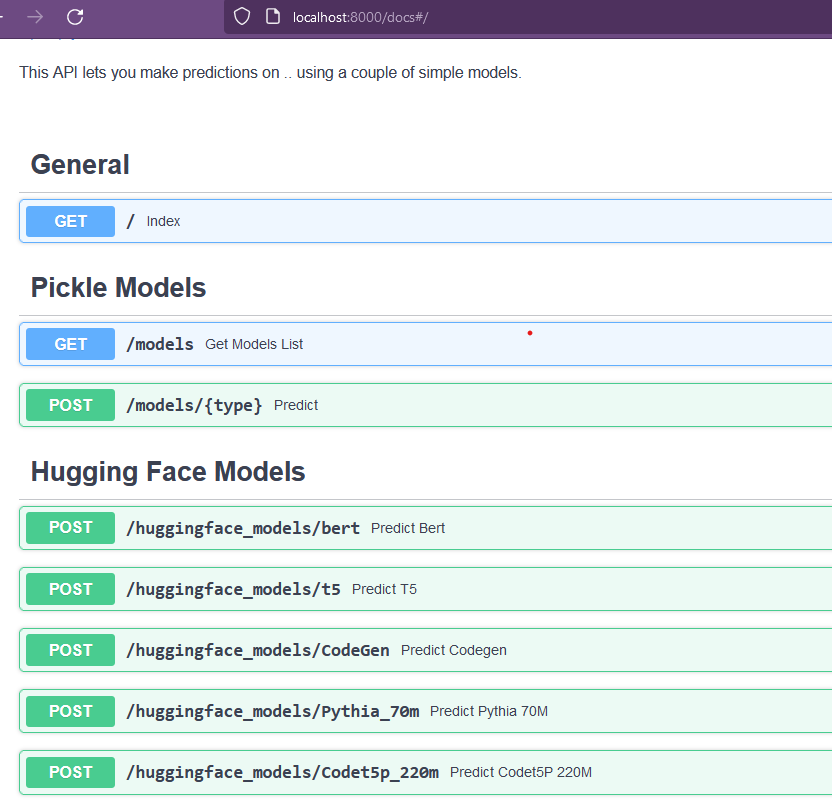 localhost:8000/docs#/
This API lets you make predictions on .. using a couple of simple models.
General
GET / Index
Pickle Models
GET /models Get Models List
POST /models/{type} Predict
Hugging Face Models
POST /huggingface_models/bert Predict Bert
POST /huggingface_models/t5 Predict T5
POST /huggingface_models/CodeGen Predict Codegen
POST /huggingface_models/Pythia_70m Predict Pythia 70M
POST /huggingface_models/Codet5p_220m Predict Codet5P 220M